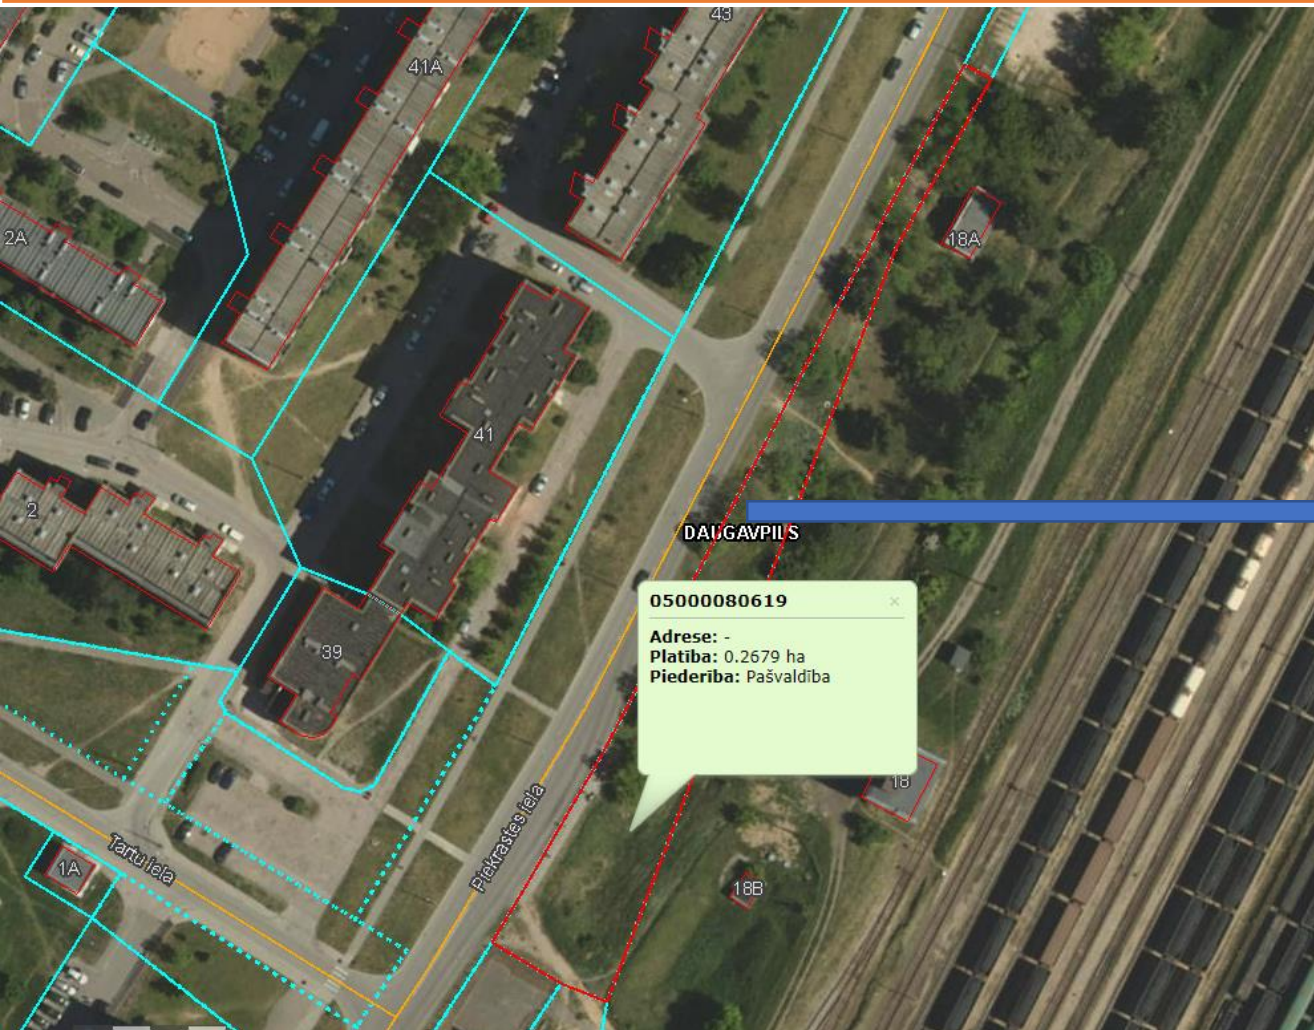 43
41A
2A
18A
41
2
DAUGAVPILS
05000080619
Adrese: -
Platība: 0.2679 ha
Piederība: Pašvaldība
39
18
Piekrastes iela
Tartu iela
1A
18B